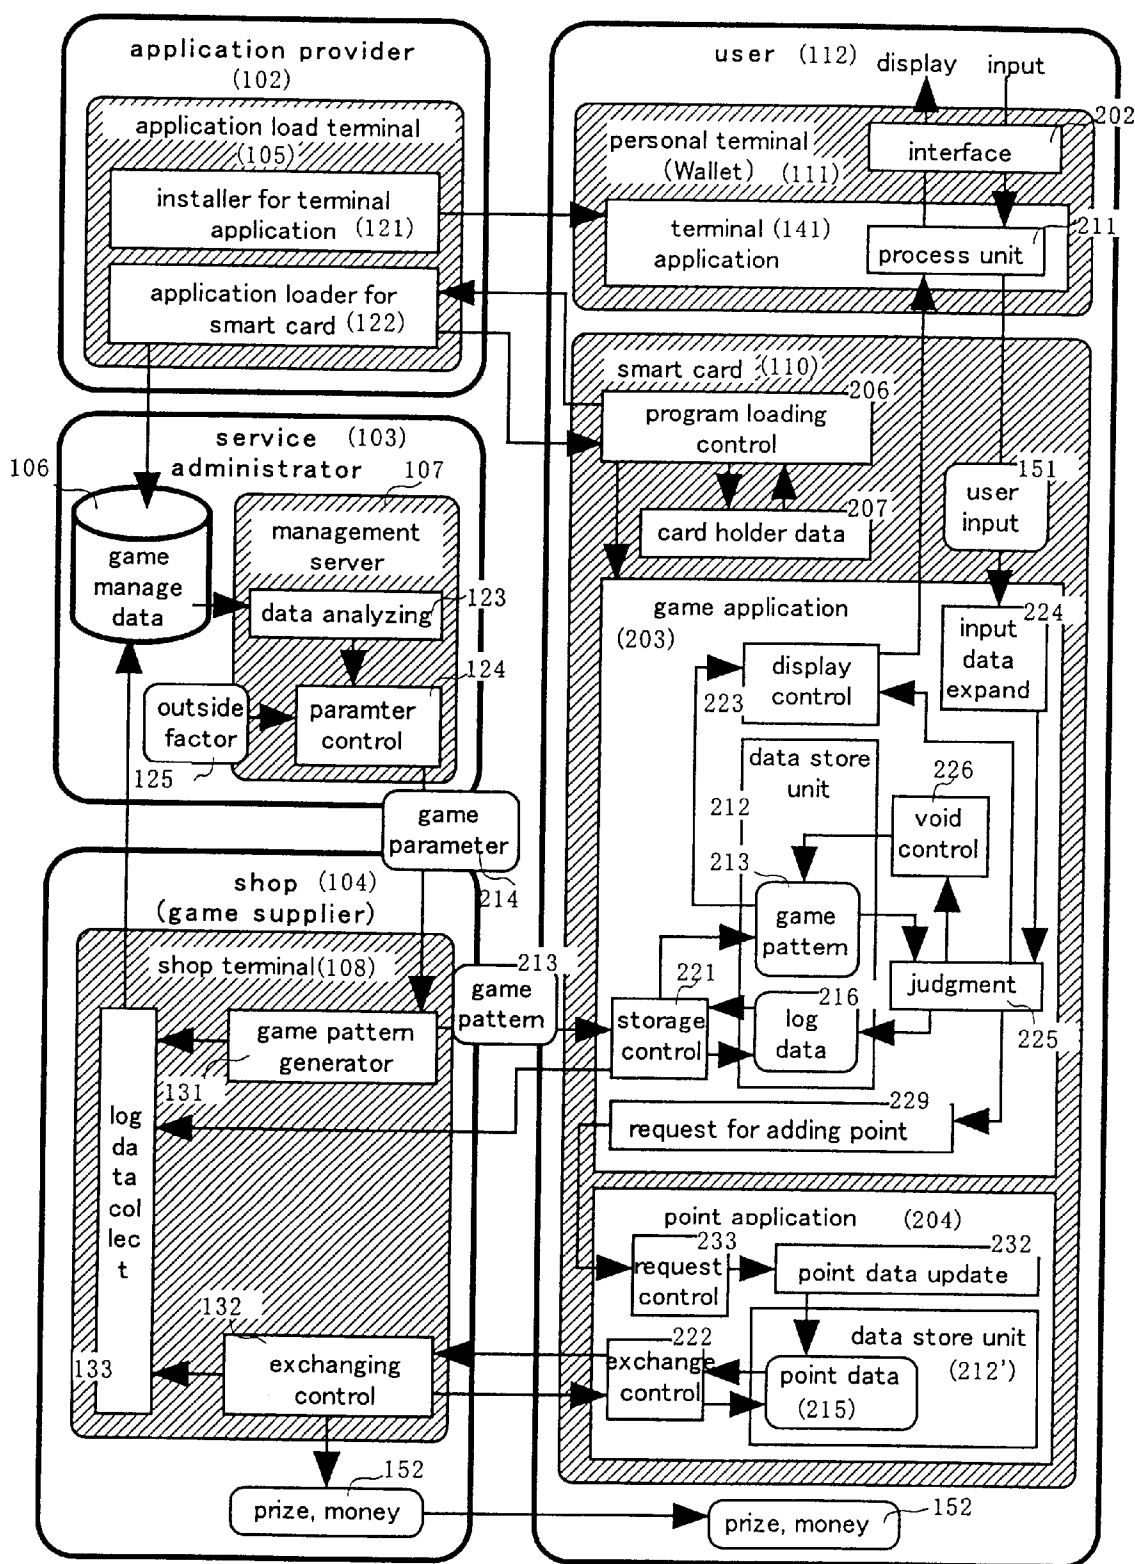 application provider
(102)
application load terminal
(105)
installer for terminal
application (121)
application loader for
smart card (122)
service (103)
administrator
106
107
game
manage
data
management
server
data analyzing
123
124
outside
factor
125
paramter
control
game
parameter
214
shop (104)
(game supplier)
shop terminal(108)
213
game
pattern
game pattern
generator
131
log
da
ta
col
lec
t
132
133
exchanging
control
152
prize, money
user (112)
display
input
202
personal terminal
(Wallet) (111)
interface
terminal (141)
application
211
process unit
smart card (110)
206
program loading
control
151
user
input
207
card holder data
game application
(203)
224
input
data
expand
display
control
223
data store
unit
212
226
void
control
213
game
pattern
221
storage
control
216
log
data
judgment
225
229
request for adding point
point application (204)
233
request
control
232
point data update
222
exchange
control
data store unit
(212')
point data
(215)
152
prize, money